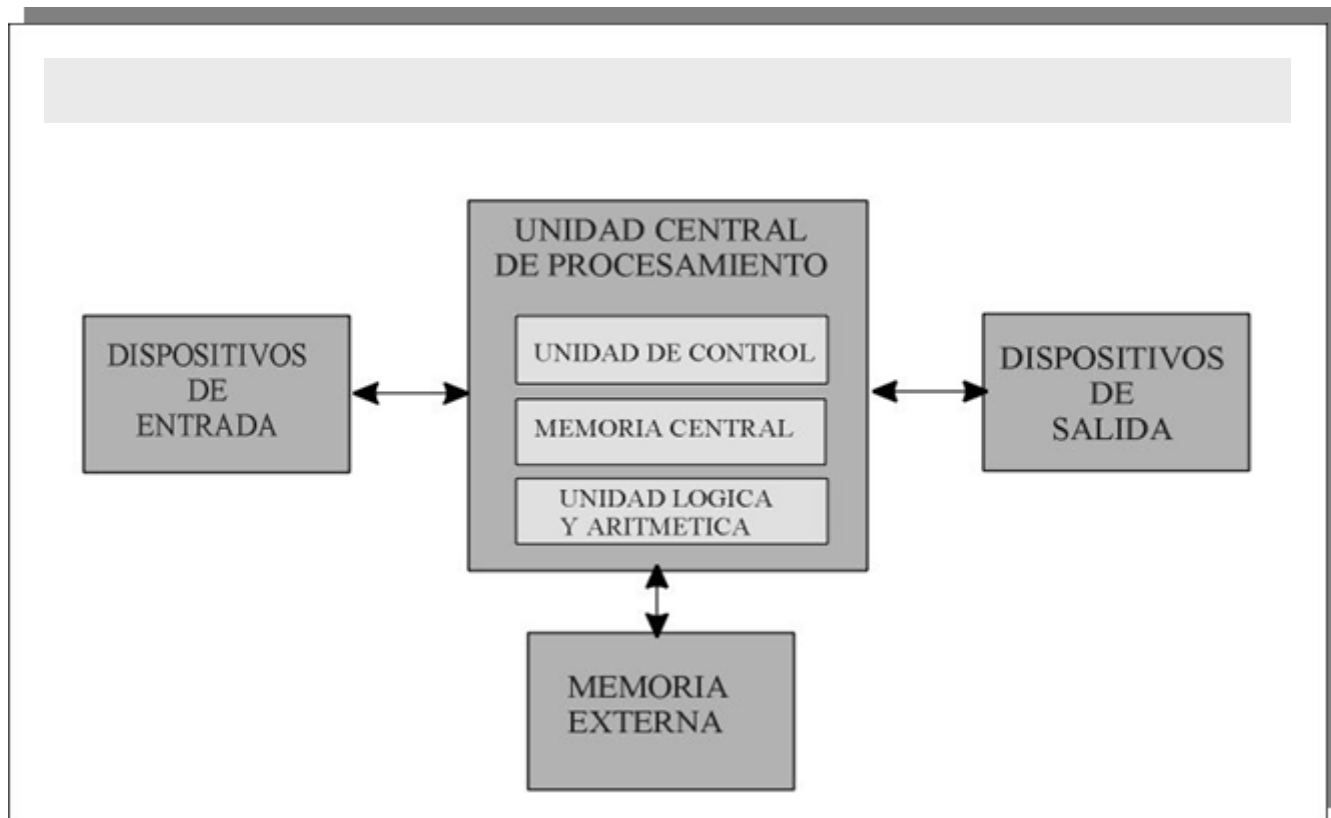 UNIDAD CENTRAL
DE PROCESAMIENTO
UNIDAD DE CONTROL
MEMORIA CENTRAL
UNIDAD LOGICA
Y ARITMETICA
DISPOSITIVOS
DE
ENTRADA
DISPOSITIVOS
DE
SALIDA
MEMORIA
EXTERNA